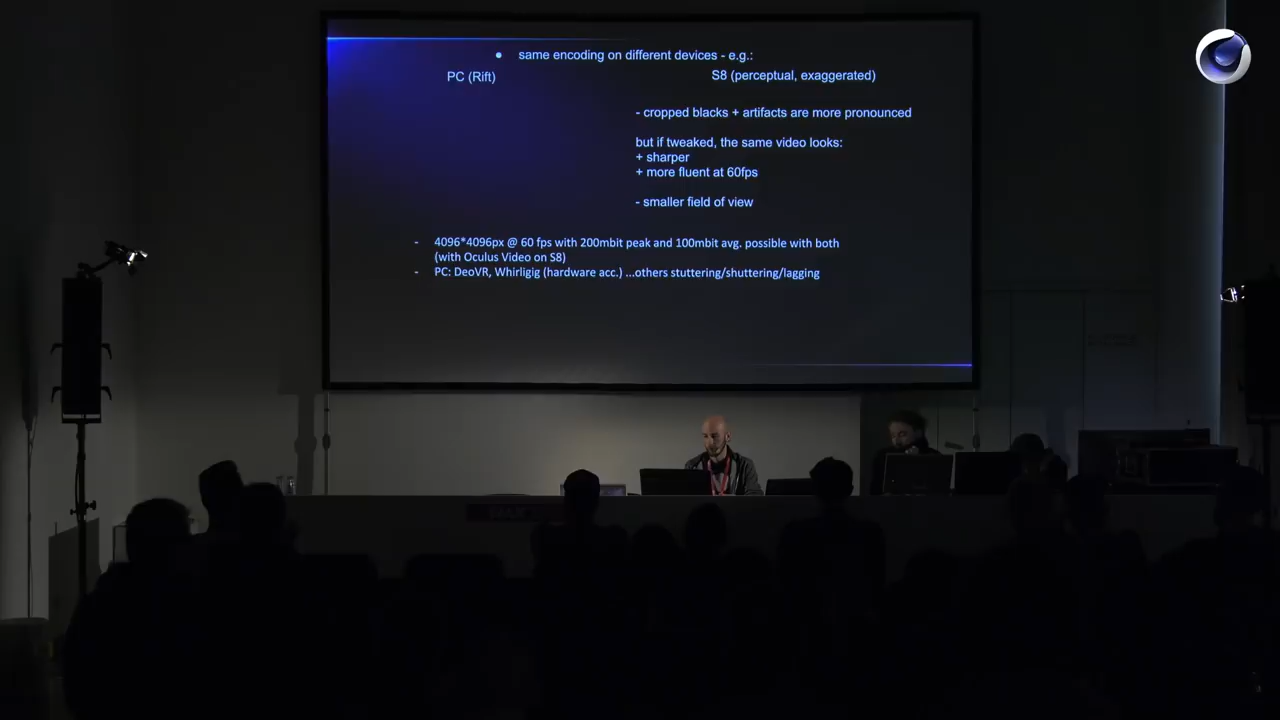 • same encoding on different devices - e.g.:
PC (Rift)
S8 (perceptual, exaggerated)
- cropped blacks + artifacts are more pronounced
but if tweaked, the same video looks:
+ sharper
+ more fluent at 60fps
- smaller field of view
- 4096*4096px @ 60 fps with 200mbit peak and 100mbit avg. possible with both
(with Oculus Video on S8)
- PC: DeoVR, Whirligig (hardware acc.) ...others stuttering/shuttering/lagging